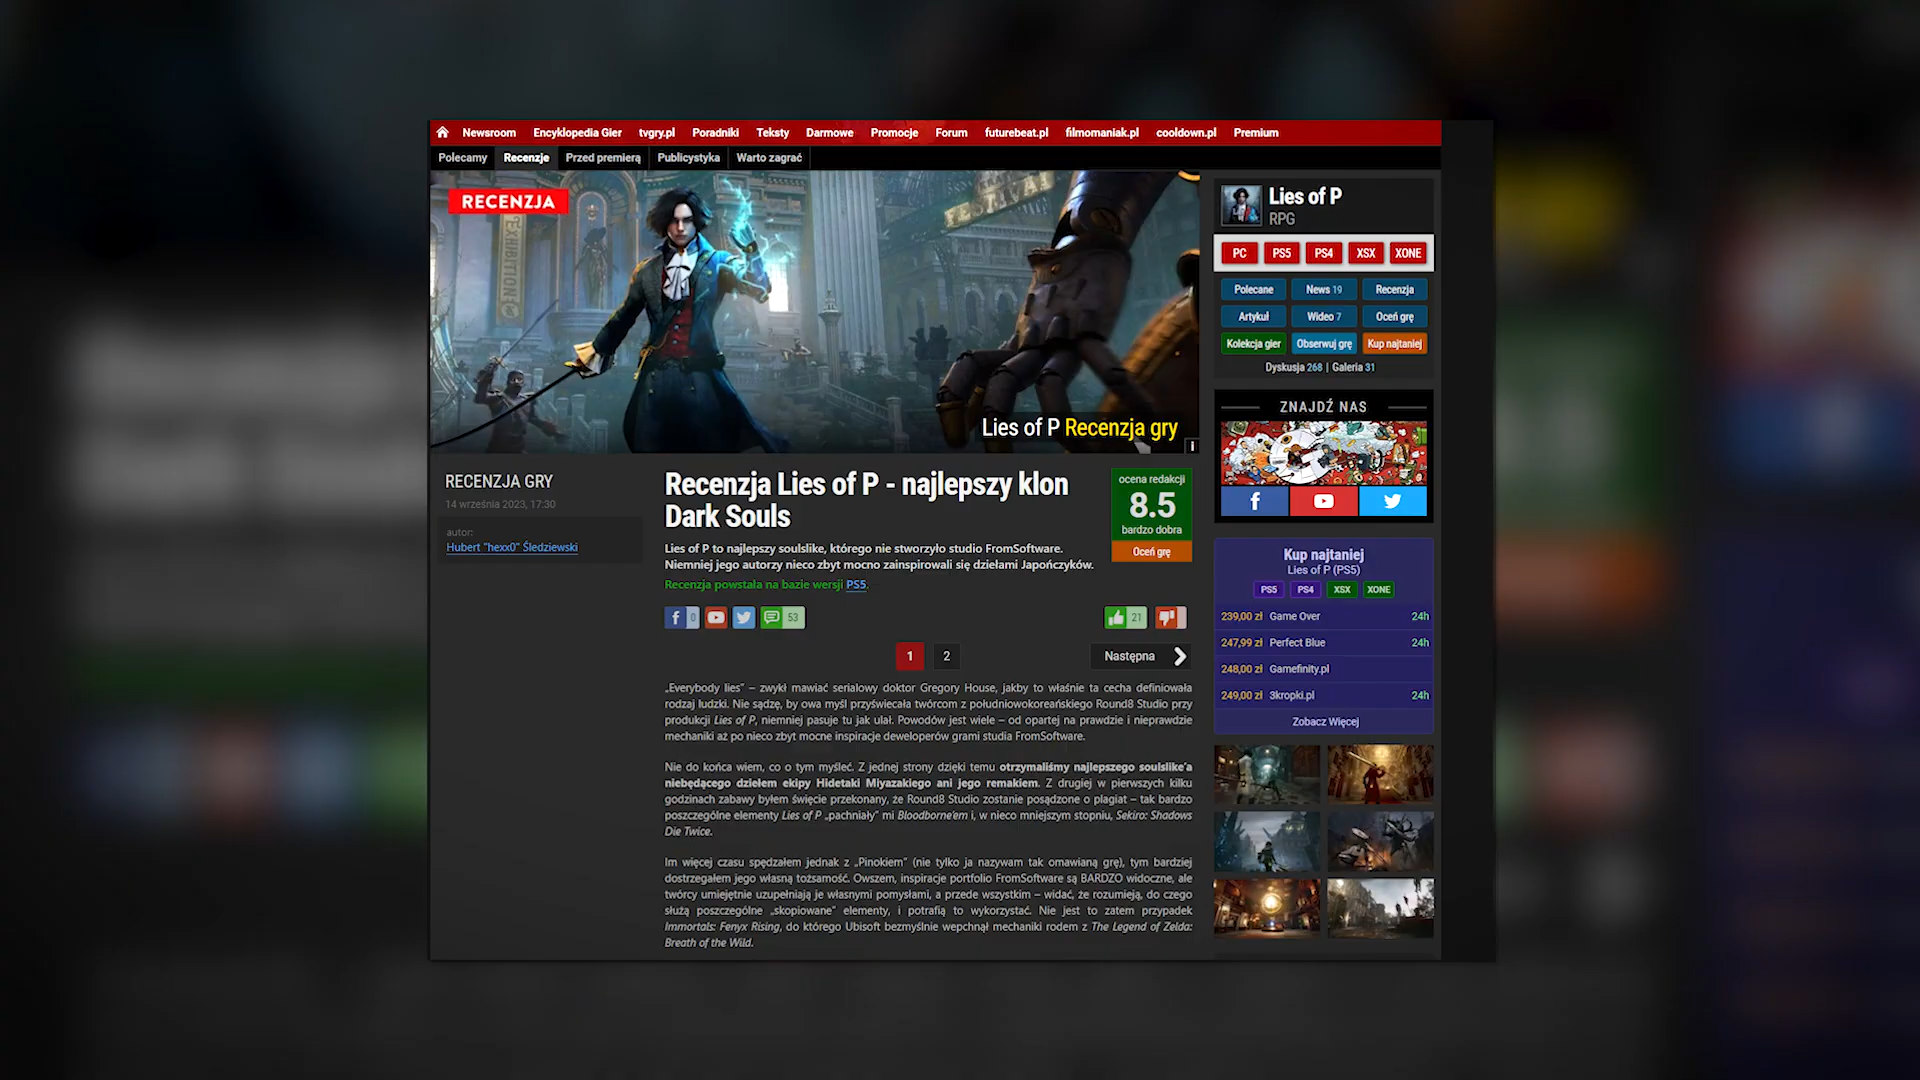 Newsroom Encyklopedia Gier tvgry.pl Poradniki Teksty Darmowe Promocje Forum futurebeat.pl filmomaniak.pl cooldown.pl Premium
Polecamy Recenzje Przed premierą Publicystyka Warto zagrać
RECENZJA
EXHIBITION
FESTIVAL
Lies of P Recenzja gry
i
RECENZJA GRY
14 września 2023, 17:30
autor:
Hubert "hexx0" Śledziewski
Recenzja Lies of P - najlepszy klon
Dark Souls
Lies of P to najlepszy soulslike, którego nie stworzyło studio FromSoftware.
Niemniej jego autorzy nieco zbyt mocno zainspirowali się dziełami Japończyków.
Recenzja powstała na bazie wersji PS5.
ocena redakcji
8.5
bardzo dobra
Oceń grę
0 53 21
1 2 Następna
„Everybody lies” – zwykł mawiać serialowy doktor Gregory House, jakby to właśnie ta cecha definiowała
rodzaj ludzki. Nie sądzę, by owa myśl przyświecała twórcom z południowokoreańskiego Round8 Studio przy
produkcji Lies of P, niemniej pasuje tu jak ulał. Powodów jest wiele – od opartej na prawdzie i nieprawdzie
mechaniki aż po nieco zbyt mocne inspiracje deweloperów grami studia FromSoftware.
Nie do końca wiem, co o tym myśleć. Z jednej strony dzięki temu otrzymaliśmy najlepszego soulslike’a
niebędącego dziełem ekipy Hidetaki Miyazakiego ani jego remakiem. Z drugiej w pierwszych kilku
godzinach zabawy byłem święcie przekonany, że Round8 Studio zostanie posądzone o plagiat – tak bardzo
poszczególne elementy Lies of P „pachniały” mi Bloodborne’em i, w nieco mniejszym stopniu, Sekiro: Shadows
Die Twice.
Im więcej czasu spędzałem jednak z „Pinokiem” (nie tylko ja nazywam tak omawianą grę), tym bardziej
dostrzegałem jego własną tożsamość. Owszem, inspiracje portfolio FromSoftware są BARDZO widoczne, ale
twórcy umiejętnie uzupełniają je własnymi pomysłami, a przede wszystkim – widać, że rozumieją, do czego
służą poszczególne „skopiowane” elementy, i potrafią to wykorzystać. Nie jest to zatem przypadek
Immortals: Fenyx Rising, do którego Ubisoft bezmyślnie wepchnął mechaniki rodem z The Legend of Zelda:
Breath of the Wild.
Lies of P
RPG
PC PS5 PS4 XSX XONE
Polecane News 19 Recenzja
Artykuł Wideo 7 Oceń grę
Kolekcja gier Obserwuj grę Kup najtaniej
Dyskusja 268 | Galeria 31
ZNAJDŹ NAS
Kup najtaniej
Lies of P (PS5)
PS5 PS4 XSX XONE
239,00 zł Game Over 24h
247,99 zł Perfect Blue 24h
248,00 zł Gamefinity.pl
249,00 zł 3kropki.pl 24h
Zobacz Więcej